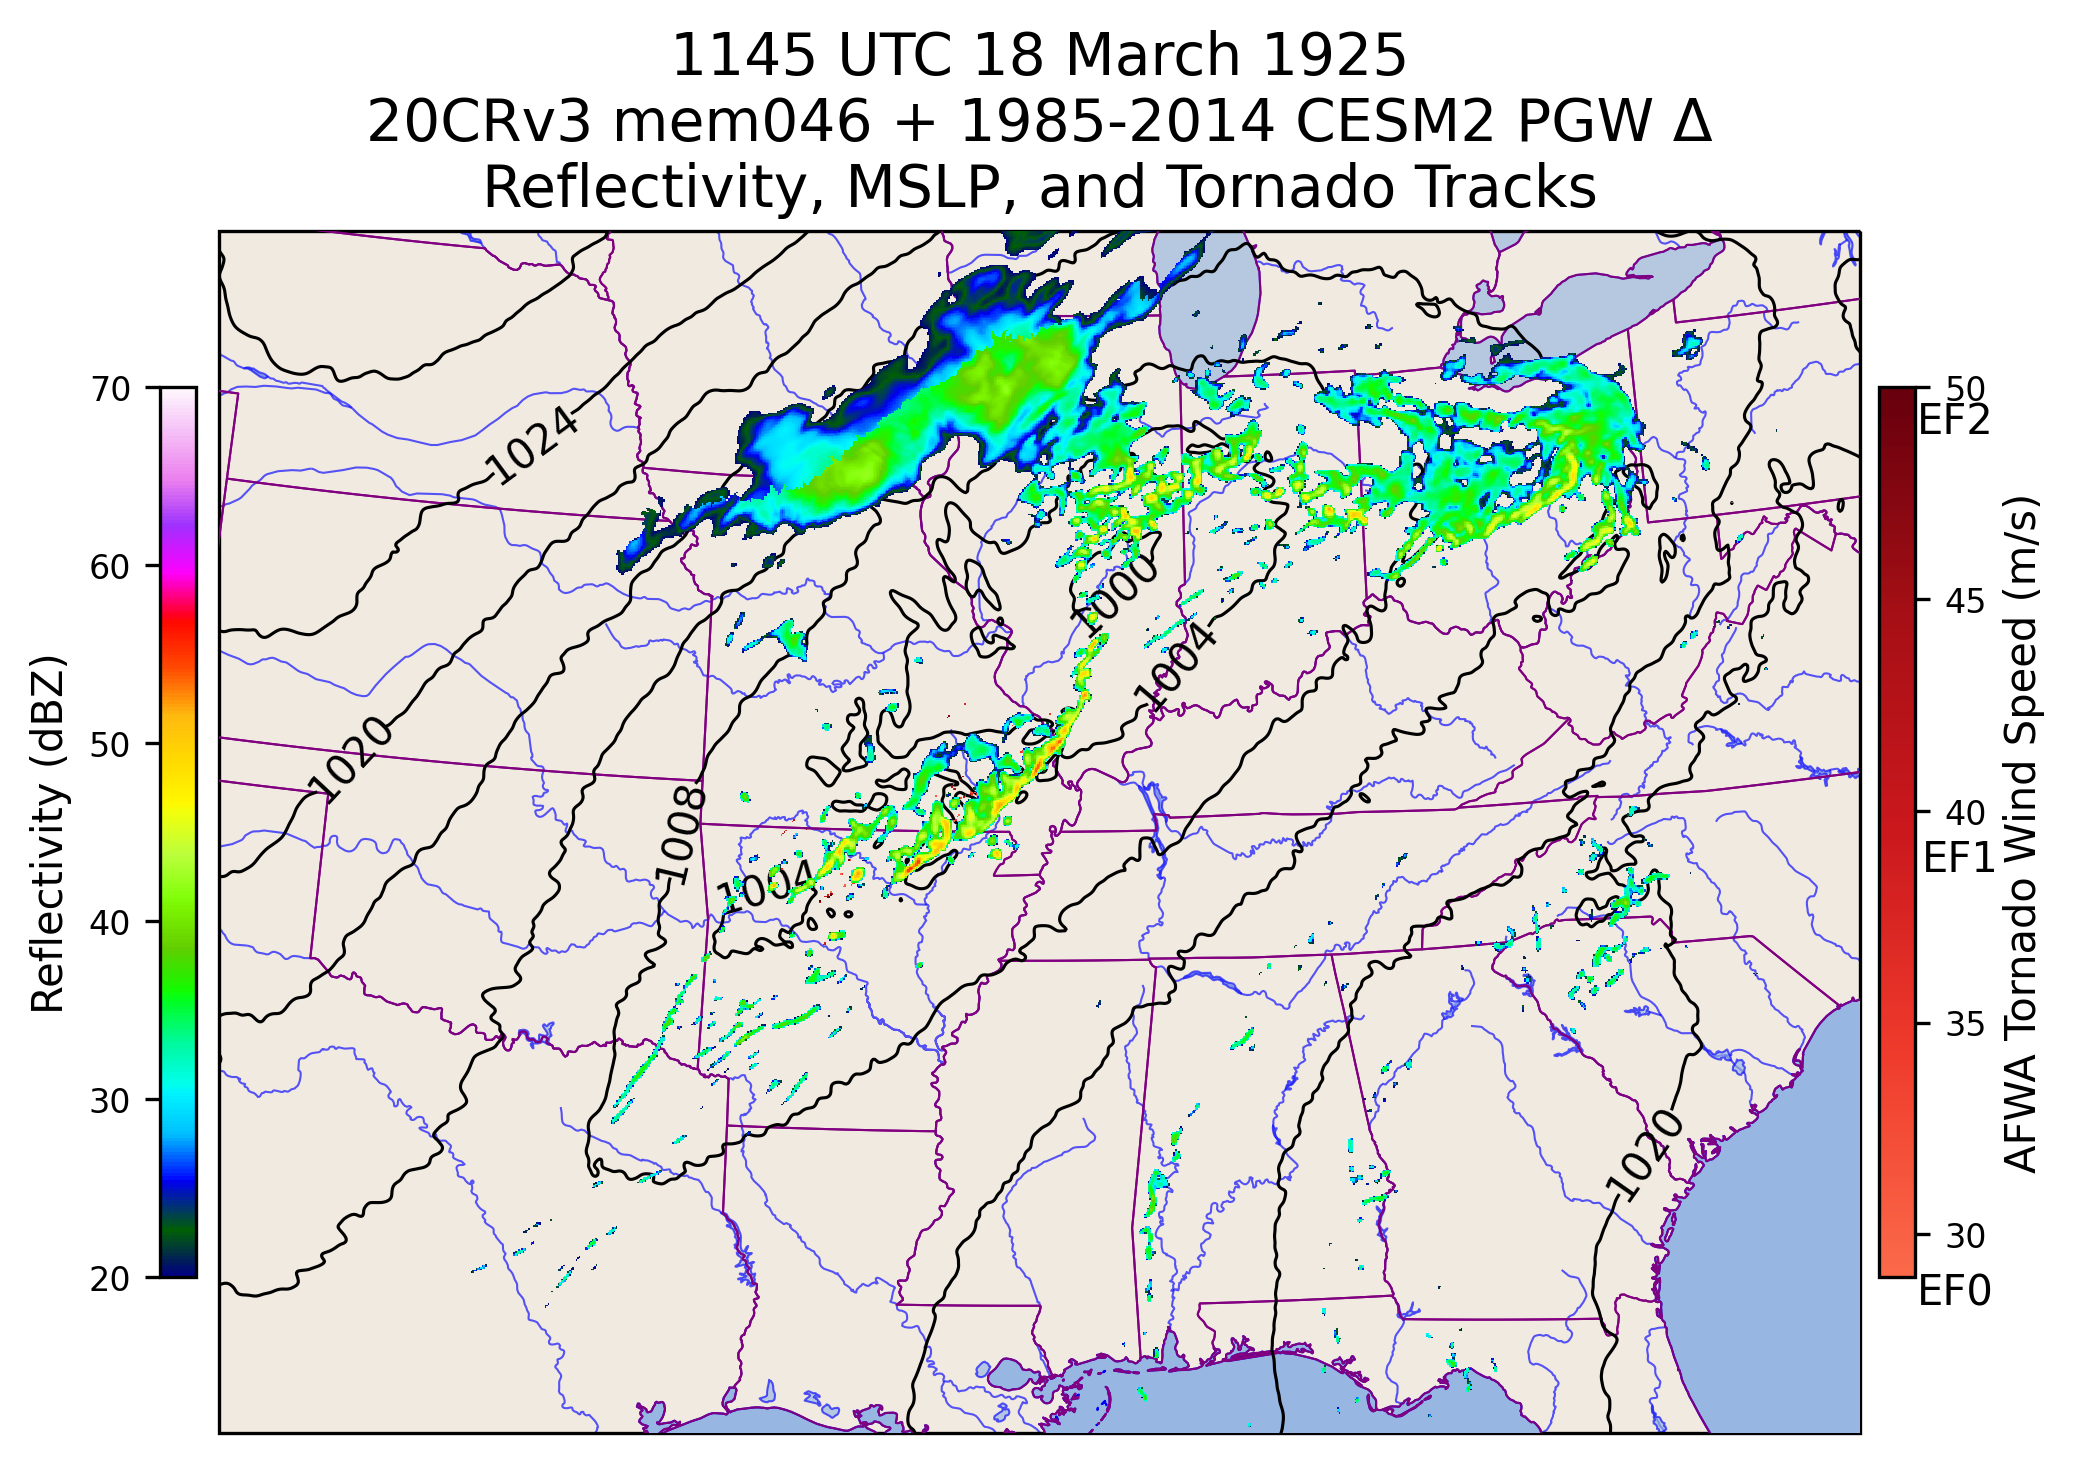 1145 UTC 18 March 1925
20CRv3 mem046 + 1985-2014 CESM2 PGW Δ
Reflectivity, MSLP, and Tornado Tracks
Reflectivity (dBZ)
70
60
50
40
30
20
1024
1020
1008
1004
1000
1004
1020
50
EF2
45
40
EF1
35
30
EF0
AFWA Tornado Wind Speed (m/s)